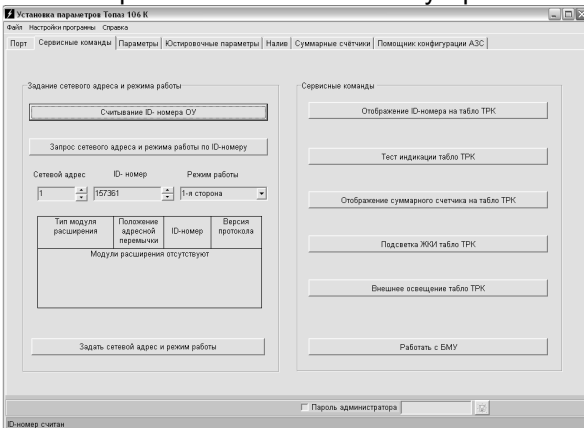 Установка параметров Топаз 106 К
Файл Настройки программы Справка
Порт Сервисные команды Параметры Юстировочные параметры Налив Суммарные счётчики Помощник конфигурации АЗС
Задание сетевого адреса и режима работы
Считывание ID- номера ОУ
Запрос сетевого адреса и режима работы по ID-номеру
Сетевой адрес ID- номер Режим работы
1 157361 1-я сторона
Тип модуля расширения Положение адресной перемычки ID-номер Версия протокола
Модули расширения отсутствуют
Задать сетевой адрес и режим работы
Сервисные команды
Отображение ID-номера на табло ТРК
Тест индикации табло ТРК
Отображение суммарного счетчика на табло ТРК
Подсветка ЖКИ табло ТРК
Внешнее освещение табло ТРК
Работать с БМУ
Пароль администратора
ID-номер считан